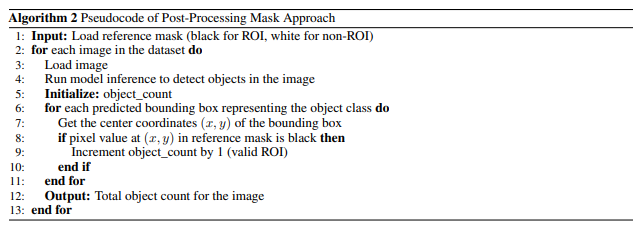 Algorithm 2 Pseudocode of Post-Processing Mask Approach
1: Input: Load reference mask (black for ROI, white for non-ROI)
2: for each image in the dataset do
3: Load image
4: Run model inference to detect objects in the image
5: Initialize: object_count
6: for each predicted bounding box representing the object class do
7: Get the center coordinates (x, y) of the bounding box
8: if pixel value at (x, y) in reference mask is black then
9: Increment object_count by 1 (valid ROI)
10: end if
11: end for
12: Output: Total object count for the image
13: end for